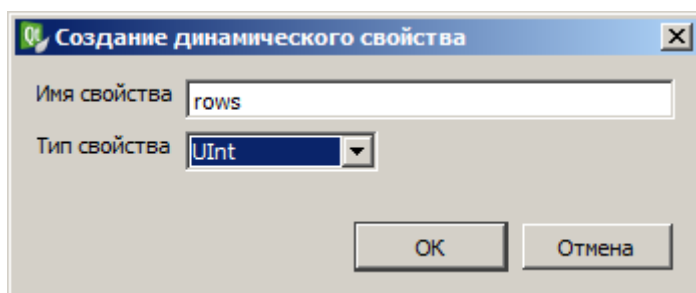 Создание динамического свойства
Имя свойства rows
Тип свойства UInt
OK Отмена